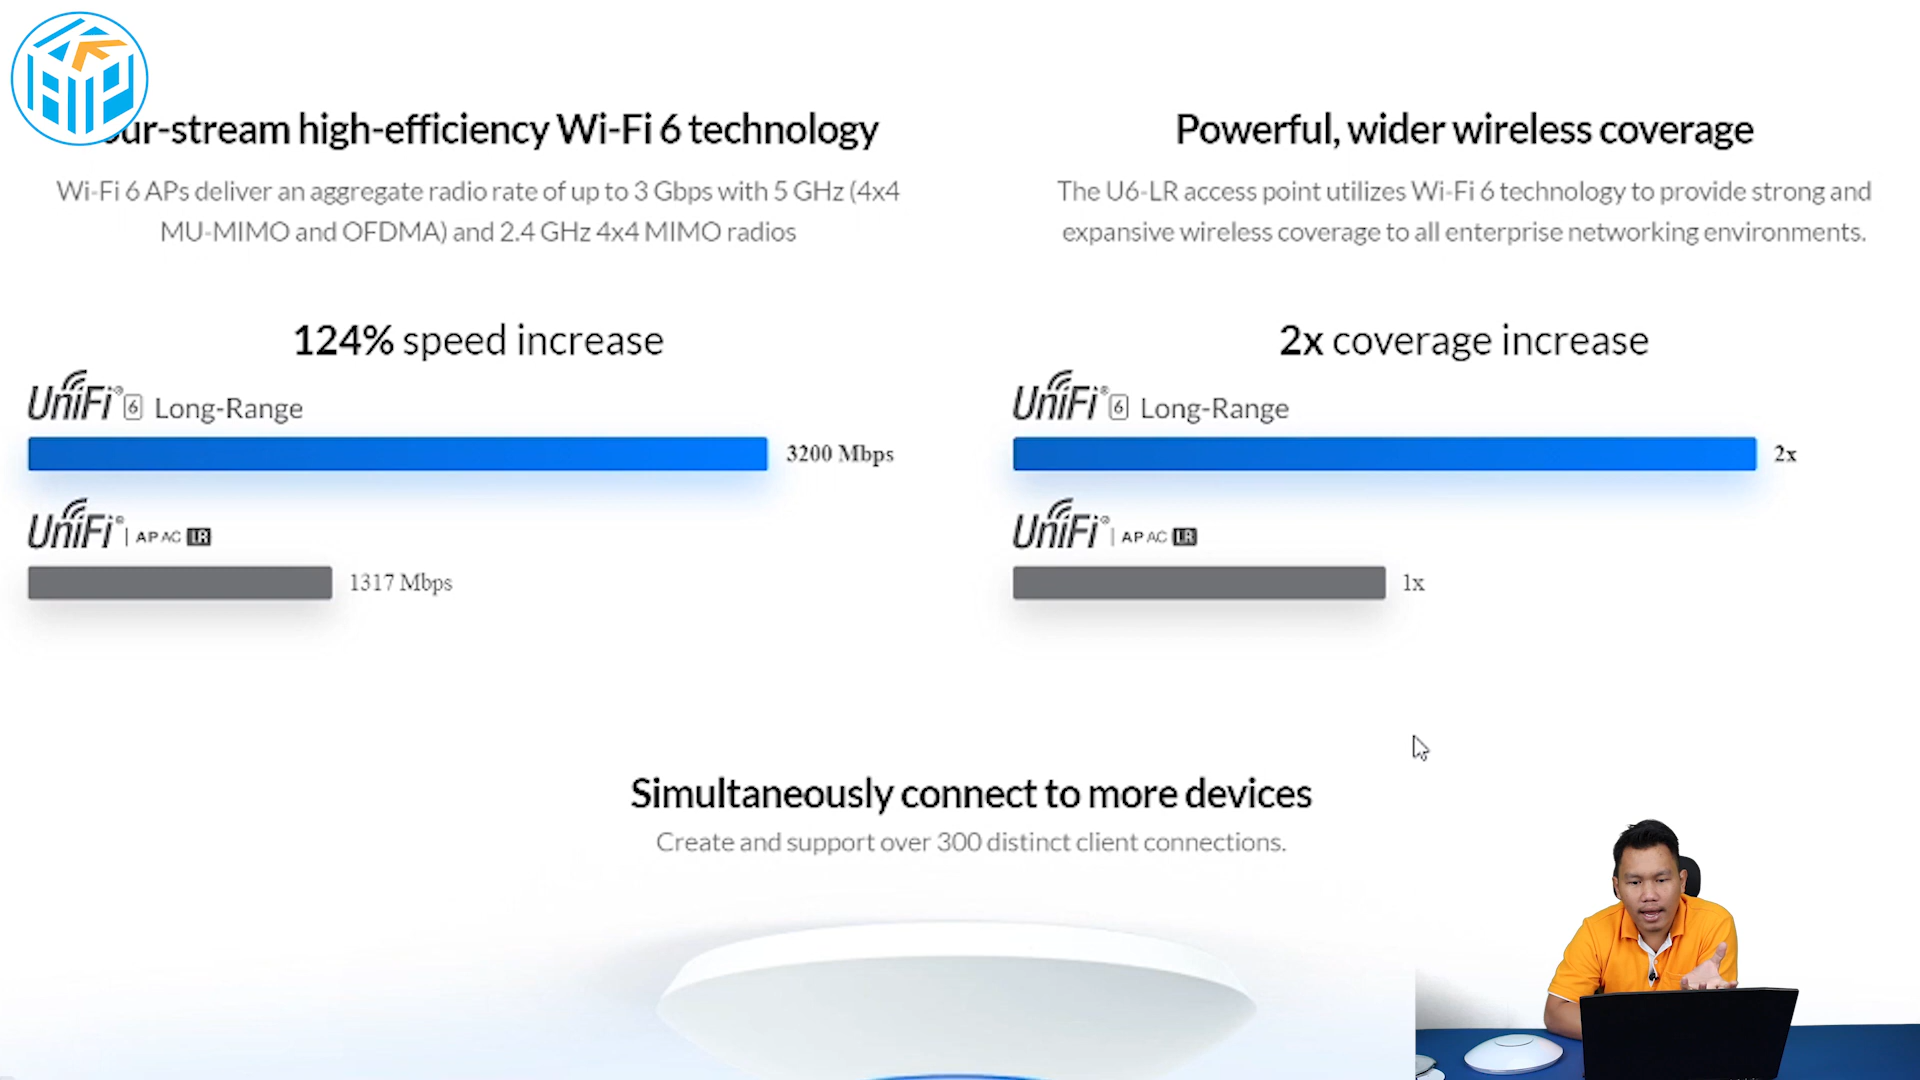 ur-stream high-efficiency Wi-Fi 6 technology
Wi-Fi 6 APs deliver an aggregate radio rate of up to 3 Gbps with 5 GHz (4x4
MU-MIMO and OFDMA) and 2.4 GHz 4x4 MIMO radios
124% speed increase
UniFi® 6 Long-Range
3200 Mbps
UniFi® | AP AC LR
1317 Mbps
Powerful, wider wireless coverage
The U6-LR access point utilizes Wi-Fi 6 technology to provide strong and
expansive wireless coverage to all enterprise networking environments.
2x coverage increase
UniFi® 6 Long-Range
2x
UniFi® | AP AC LR
1x
Simultaneously connect to more devices
Create and support over 300 distinct client connections.